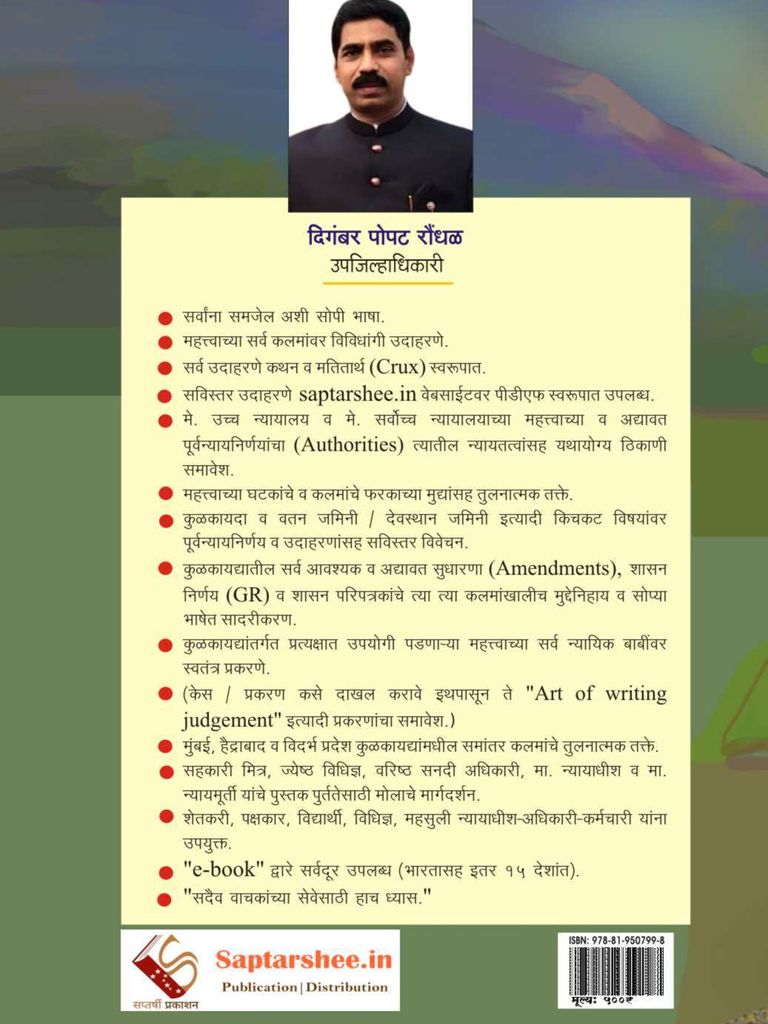 दिगंबर पोपट रौंधळ
उपजिल्हाधिकारी
सर्वांना समजेल अशी सोपी भाषा.
महत्त्वाच्या सर्व कलमांवर विविधांगी उदाहरणे.
सर्व उदाहरणे कथन व मतितार्थ (Crux) स्वरूपात.
सविस्तर उदाहरणे saptarshee.in वेबसाईटवर पीडीएफ स्वरूपात उपलब्ध.
मे. उच्च न्यायालय व मे. सर्वोच्च न्यायालयाच्या महत्त्वाच्या व अद्यावत
पूर्वन्यायनिर्णयांचा (Authorities) त्यातील न्यायतत्वांसह यथायोग्य ठिकाणी
समावेश.
महत्त्वाच्या घटकांचे व कलमांचे फरकाच्या मुद्यांसह तुलनात्मक तक्ते.
कुळकायदा व वतन जमिनी / देवस्थान जमिनी इत्यादी किचकट विषयांवर
पूर्वन्यायनिर्णय व उदाहरणांसह सविस्तर विवेचन.
कुळकायद्यातील सर्व आवश्यक व अद्यावत सुधारणा (Amendments), शासन
निर्णय (GR) व शासन परिपत्रकांचे त्या त्या कलमांखालीच मुद्देनिहाय व सोप्या
भाषेत सादरीकरण.
कुळकायद्यांतर्गत प्रत्यक्षात उपयोगी पडणाऱ्या महत्त्वाच्या सर्व न्यायिक बाबींवर
स्वतंत्र प्रकरणे.
(केस / प्रकरण कसे दाखल करावे इथपासून ते "Art of writing
judgement" इत्यादी प्रकरणांचा समावेश.)
मुंबई, हैद्राबाद व विदर्भ प्रदेश कुळकायद्यांमधील समांतर कलमांचे तुलनात्मक तक्ते.
सहकारी मित्र, ज्येष्ठ विधिज्ञ, वरिष्ठ सनदी अधिकारी, मा. न्यायाधीश व मा.
न्यायमूर्ती यांचे पुस्तक पुर्ततेसाठी मोलाचे मार्गदर्शन.
शेतकरी, पक्षकार, विद्यार्थी, विधिज्ञ, महसुली न्यायाधीश-अधिकारी-कर्मचारी यांना
उपयुक्त.
"e-book" द्वारे सर्वदूर उपलब्ध (भारतासह इतर १५ देशांत).
"सदैव वाचकांच्या सेवेसाठी हाच ध्यास."
सप्तर्षी प्रकाशन
Saptarshee.in
Publication|Distribution
ISBN: 978-81-950799-8
मूल्य: